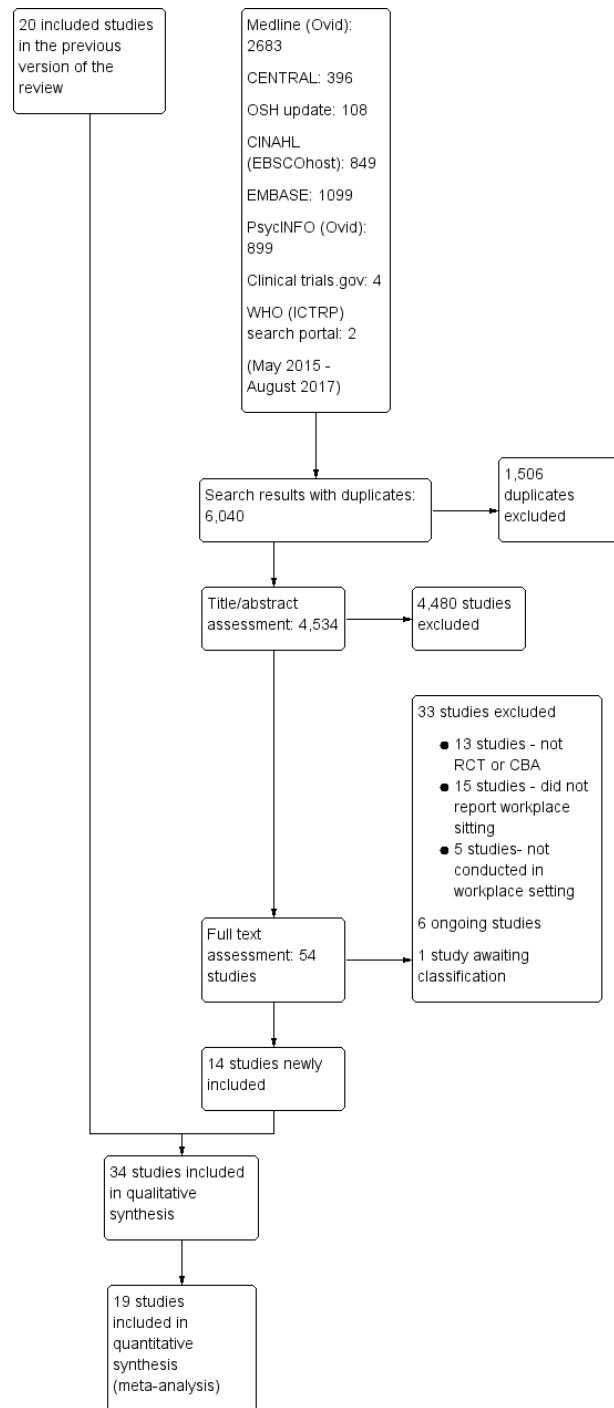 20 included studies
in the previous
version of the
review
Medline (Ovid):
2683
CENTRAL: 396
OSH update: 108
CINAHL
(EBSCOhost): 849
EMBASE: 1099
PsycINFO (Ovid):
899
Clinical trials.gov: 4
WHO (ICTRP)
search portal: 2
(May 2015 -
August 2017)
Search results with duplicates:
6,040
1,506
duplicates
excluded
Title/abstract
assessment: 4,534
4,480 studies
excluded
33 studies excluded
● 13 studies - not
RCT or CBA
● 15 studies - did not
report workplace
sitting
● 5 studies- not
conducted in
workplace setting
6 ongoing studies
1 study awaiting
classification
Full text
assessment: 54
studies
14 studies newly
included
34 studies included
in qualitative
synthesis
19 studies
included in
quantitative
synthesis
(meta-analysis)